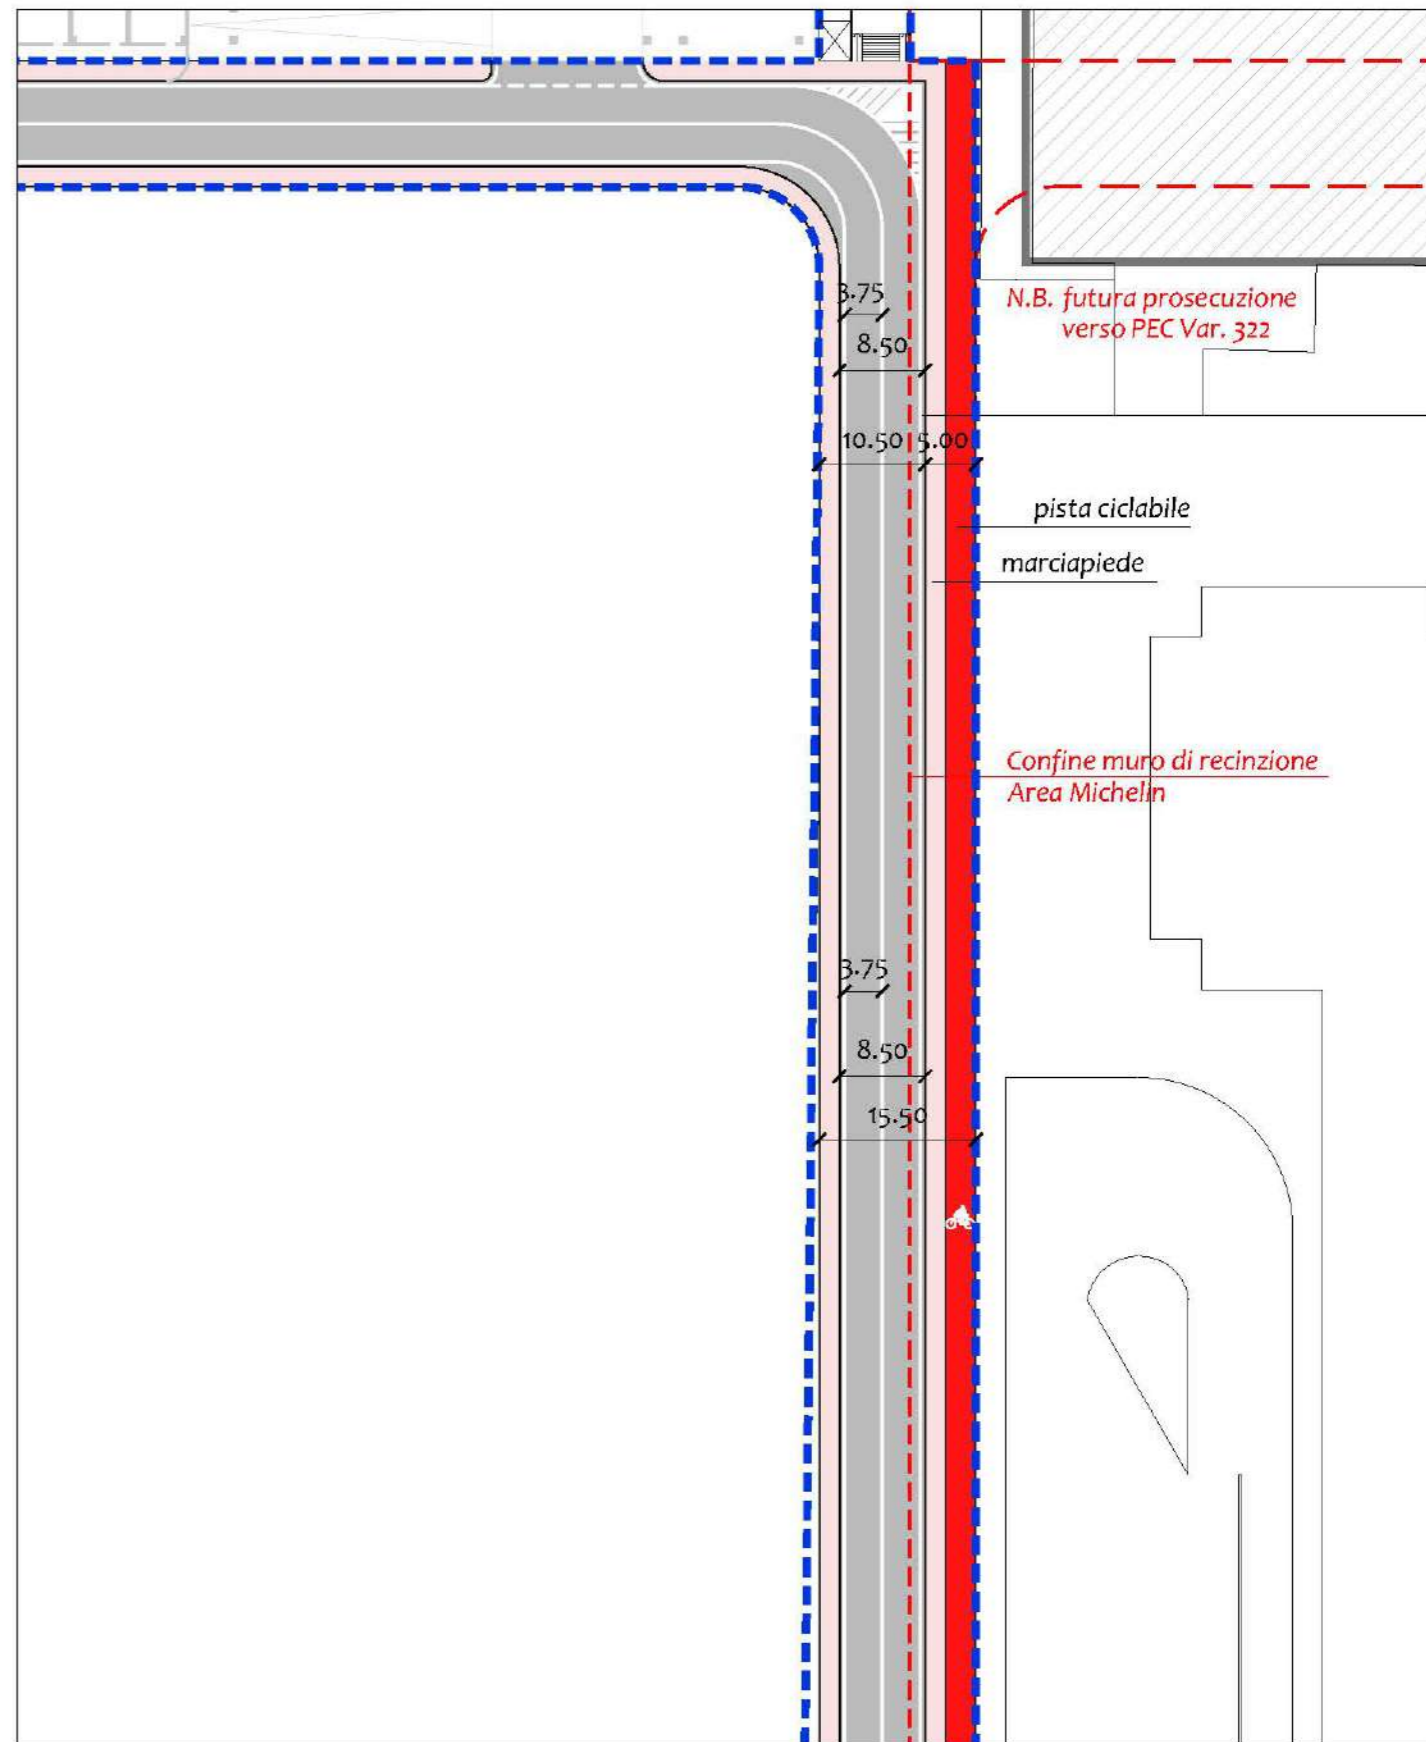 3.75
N.B. futura prosecuzione
verso PEC Var. 322
8.50
10.50 5.00
pista ciclabile
marciapiede
Confine muro di recinzione
Area Michelin
3.75
8.50
15.50